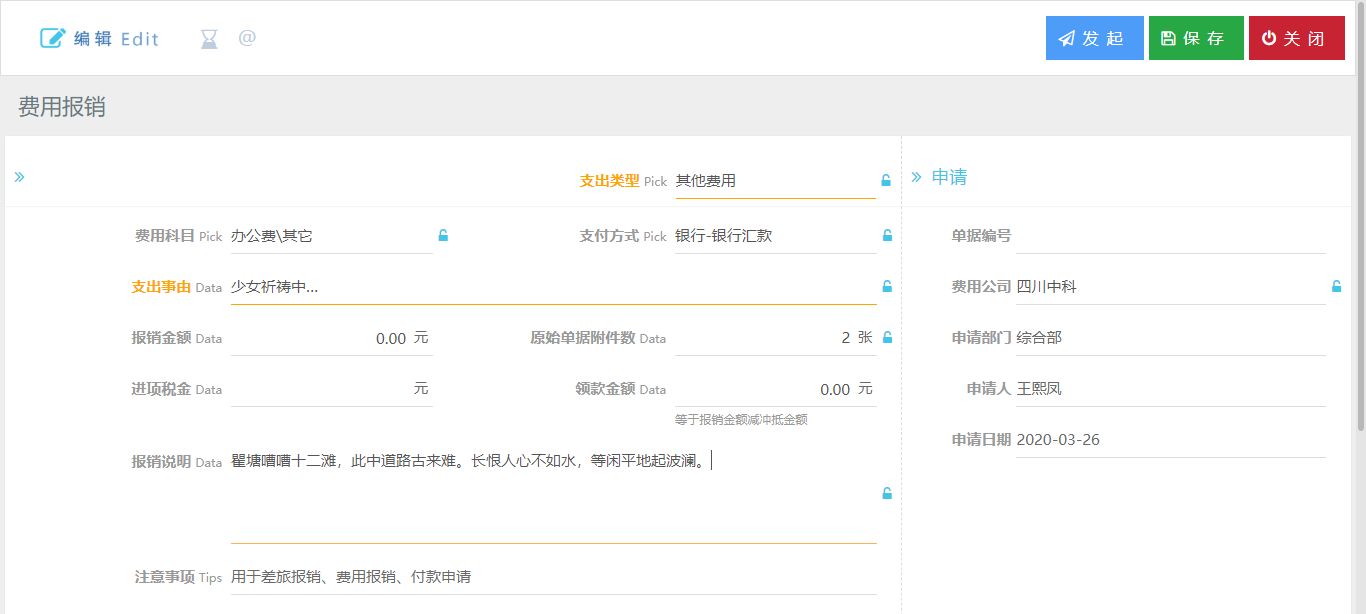 编辑 Edit @ 发起 保存 关闭
费用报销
支出类型 Pick 其他费用
费用科目 Pick 办公费\其它 支付方式 Pick 银行-银行汇款
支出事由 Data 少女祈祷中...
报销金额 Data 0.00 元 原始单据附件数 Data 2 张
进项税金 Data 元 领款金额 Data 0.00 元
等于报销金额减冲抵金额
报销说明 Data 瞿塘嘈嘈十二滩，此中道路古来难。长恨人心不如水，等闲平地起波澜。
注意事项 Tips 用于差旅报销、费用报销、付款申请
申请
单据编号
费用公司 四川中科
申请部门 综合部
申请人 王熙凤
申请日期 2020-03-26